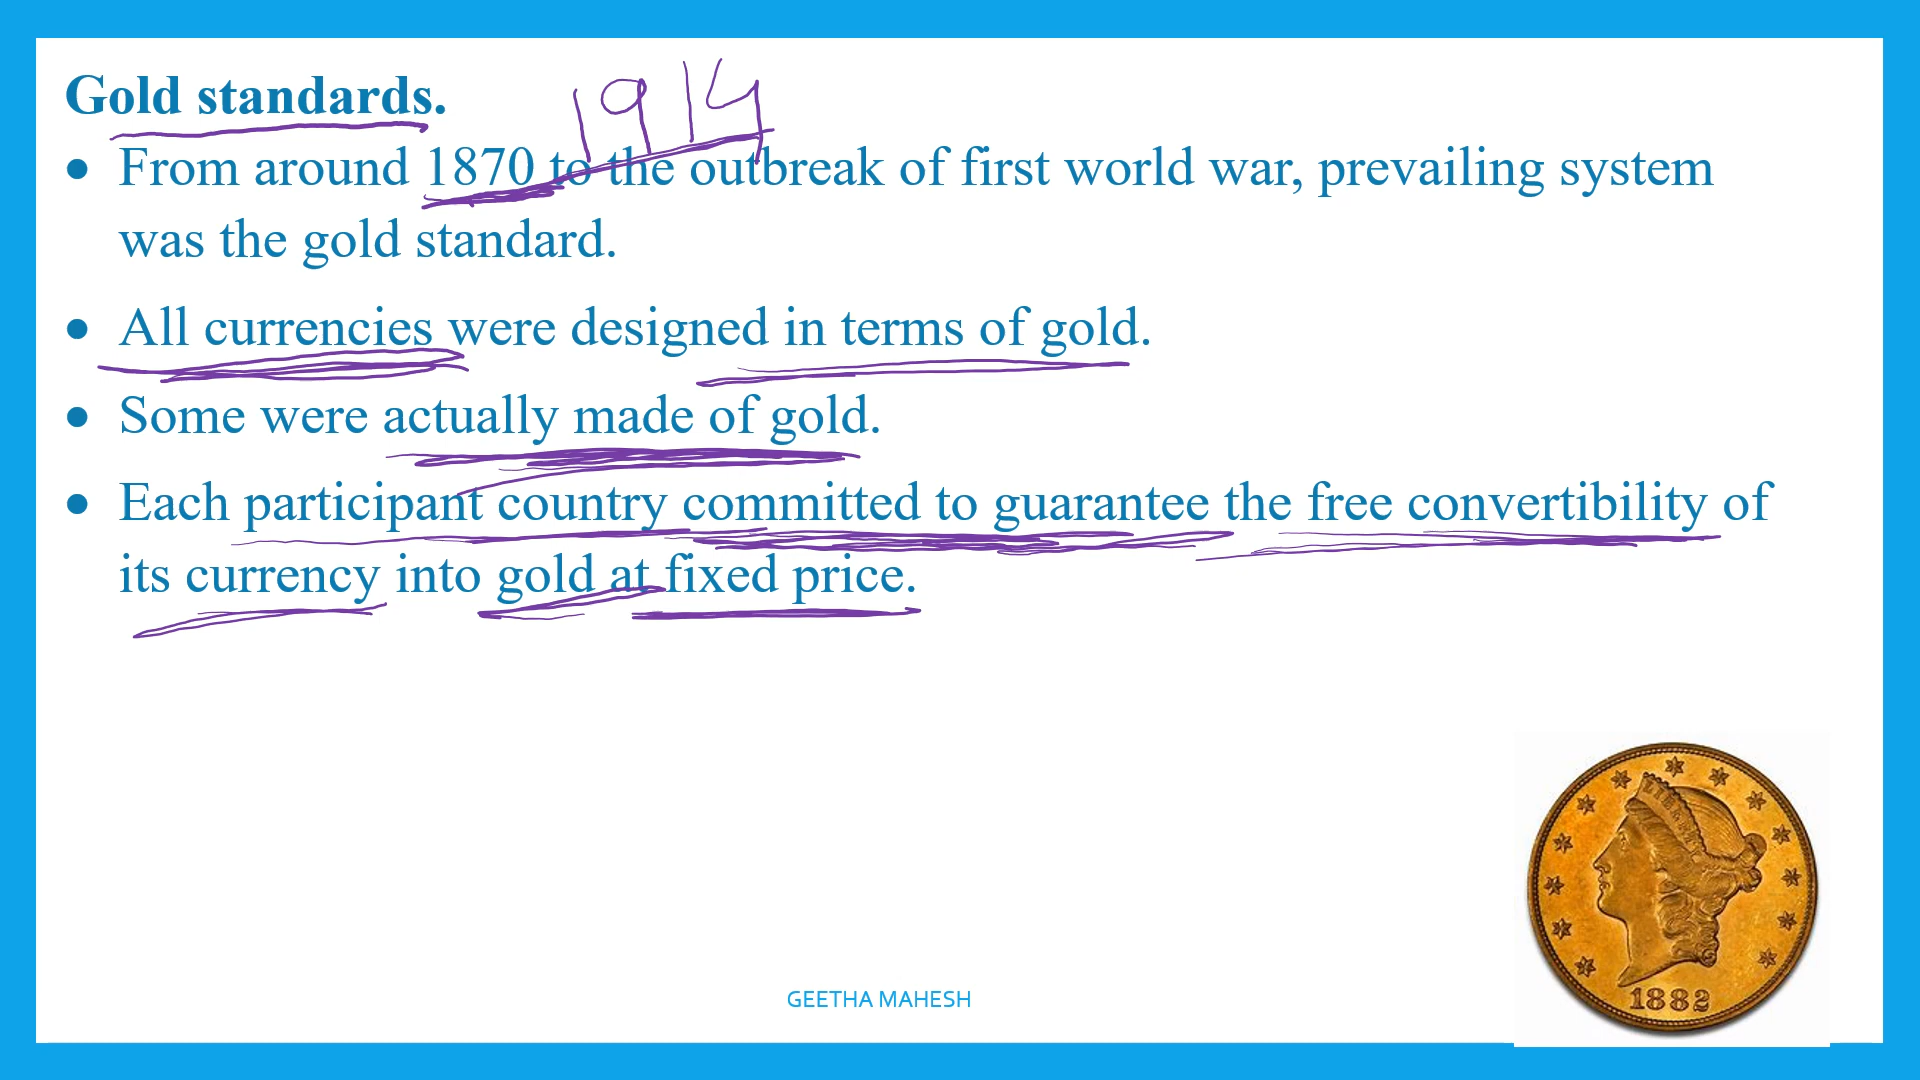 Gold standards.
1914
• From around 1870 to the outbreak of first world war, prevailing system
was the gold standard.
• All currencies were designed in terms of gold.
• Some were actually made of gold.
• Each participant country committed to guarantee the free convertibility of
its currency into gold at fixed price.
LIBERTY
1882
GEETHA MAHESH